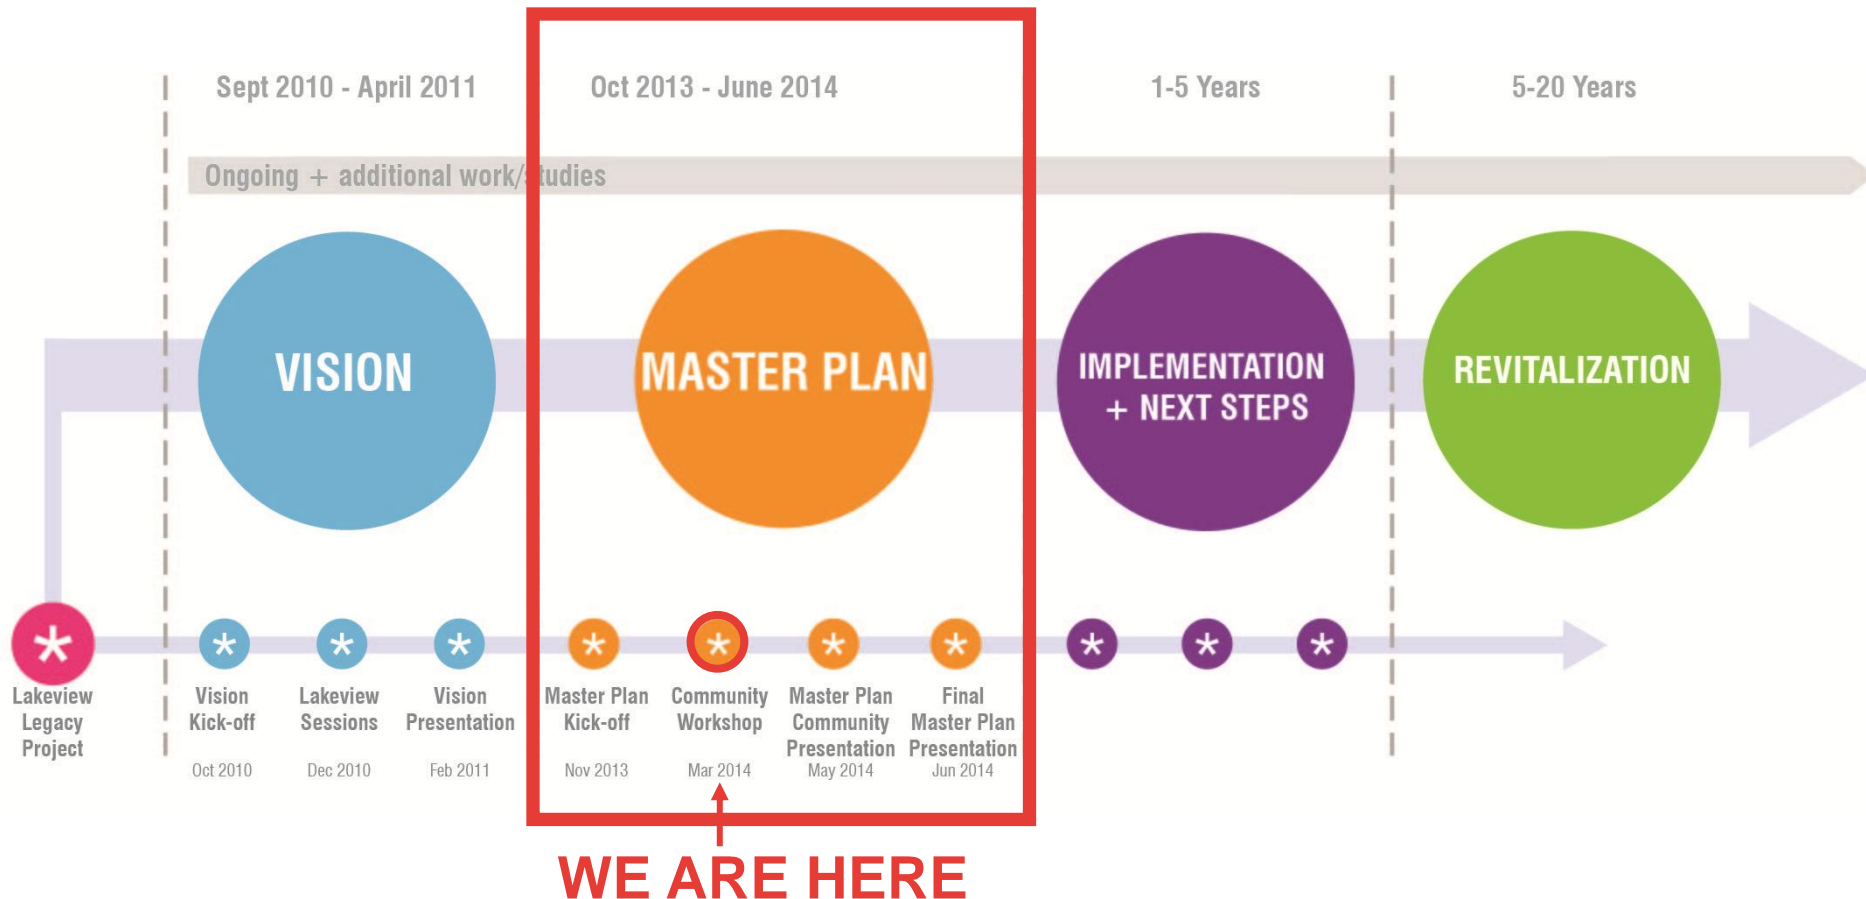 Sept 2010 - April 2011
Oct 2013 - June 2014
1-5 Years
5-20 Years
Ongoing + additional work/studies
VISION
MASTER PLAN
IMPLEMENTATION
+ NEXT STEPS
REVITALIZATION
*
*
*
*
*
*
*
*
*
*
*
Lakeview
Legacy
Project
Vision
Kick-off
Oct 2010
Lakeview
Sessions
Dec 2010
Vision
Presentation
Feb 2011
Master Plan
Kick-off
Nov 2013
Community
Workshop
Mar 2014
Master Plan
Community
Presentation
May 2014
Final
Master Plan
Presentation
Jun 2014
WE ARE HERE